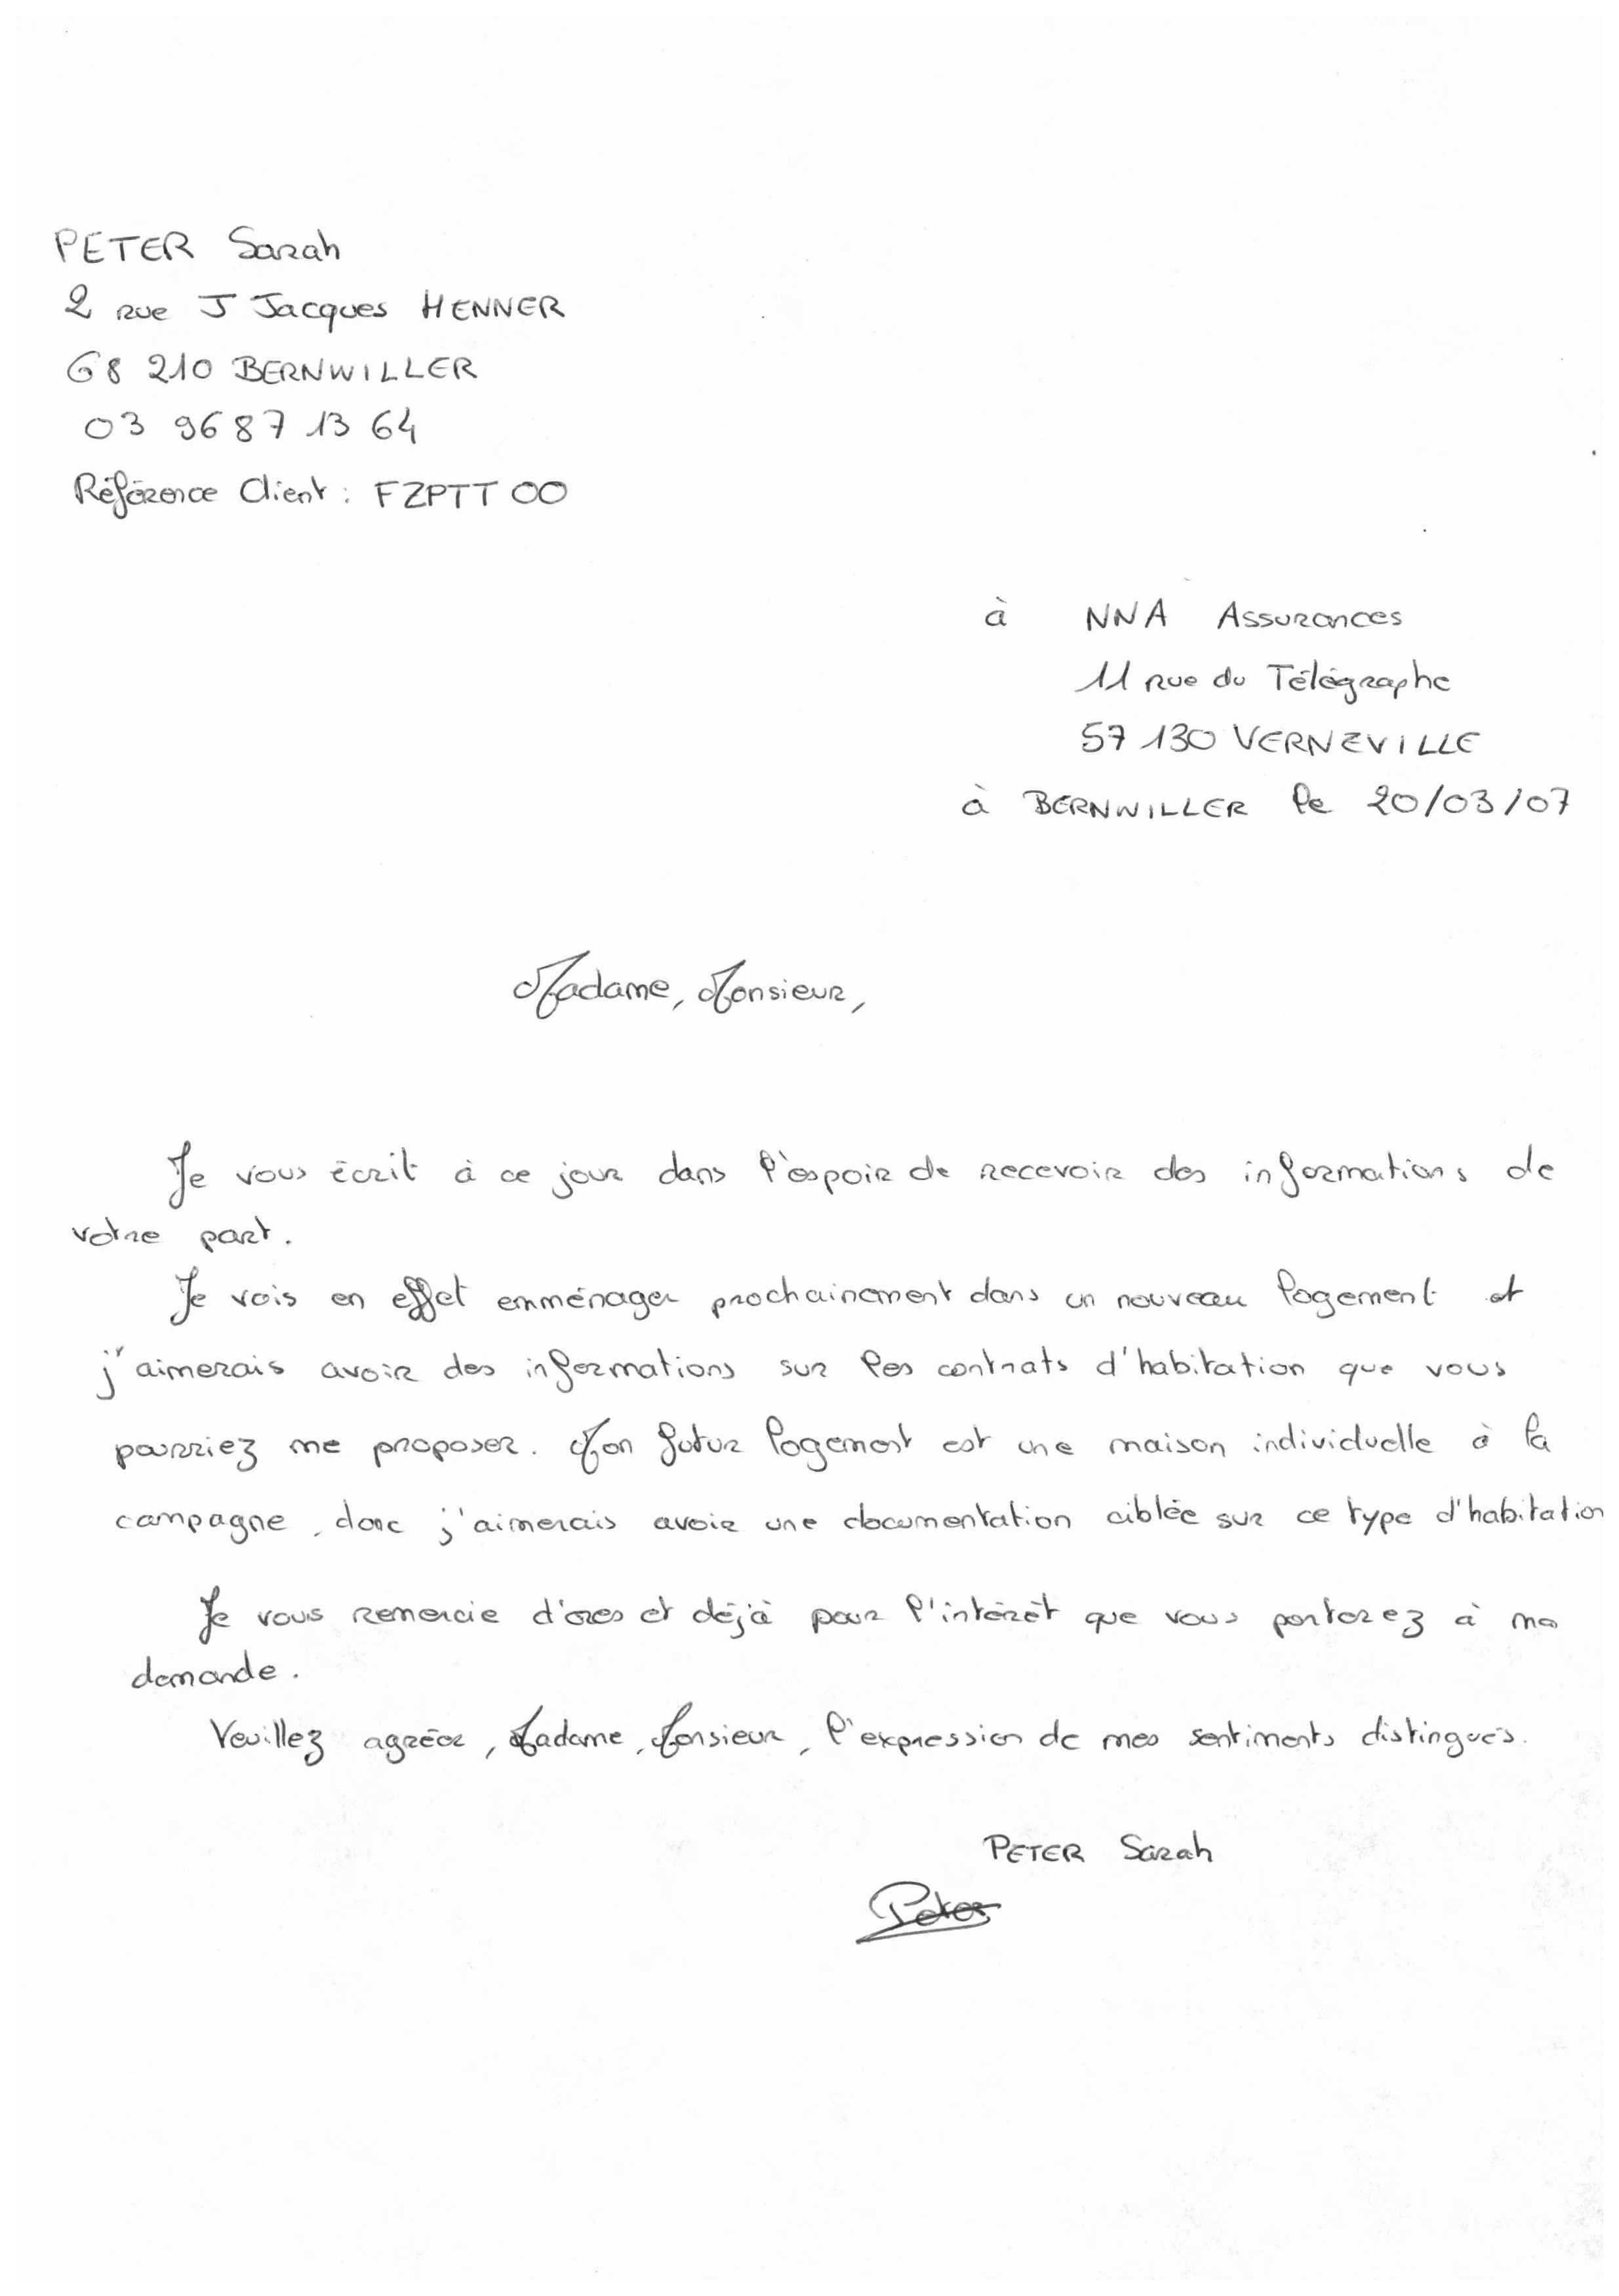 PETER Sarah
2 rue J Jacques HENNER
68 210 BERNWILLER
03 96 87 13 64
Référence Client : FZPTT 00
à NNA Assurances
11 rue du Télégraphe
57 130 VERNEVILLE
à BERNWILLER le 20/03/07
Madame, Monsieur,
Je vous écrit à ce jour dans l'espoir de recevoir des informations de
votre part.
Je vais en effet emménager prochainement dans un nouveau logement et
j'aimerais avoir des informations sur les contrats d'habitation que vous
pourriez me proposer. Mon futur logement est une maison individuelle à la
campagne, donc j'aimerais avoir une documentation ciblée sur ce type d'habitation
Je vous remercie d'ores et déjà pour l'intérêt que vous porterez à ma
demande.
Veuillez agréer, Madame, Monsieur, l'expression de mes sentiments distingués.
PETER Sarah
Peter